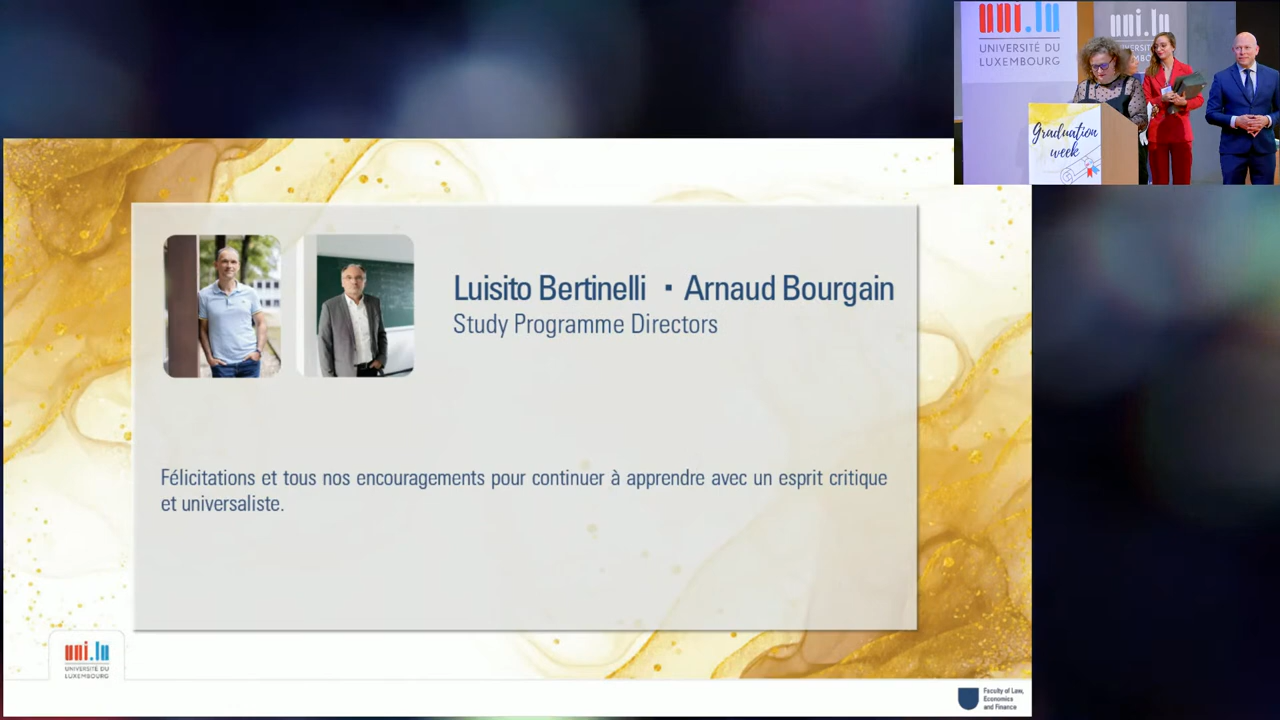 uni.lu
UNIVERSITÉ DU
LUXEMBOURG
uni.lu
Graduation
week
Luisito Bertinelli ▪ Arnaud Bourgain
Study Programme Directors
Félicitations et tous nos encouragements pour continuer à apprendre avec un esprit critique
et universaliste.
uni.lu
UNIVERSITÉ DU
LUXEMBOURG
Faculty of Law,
Economics
and Finance